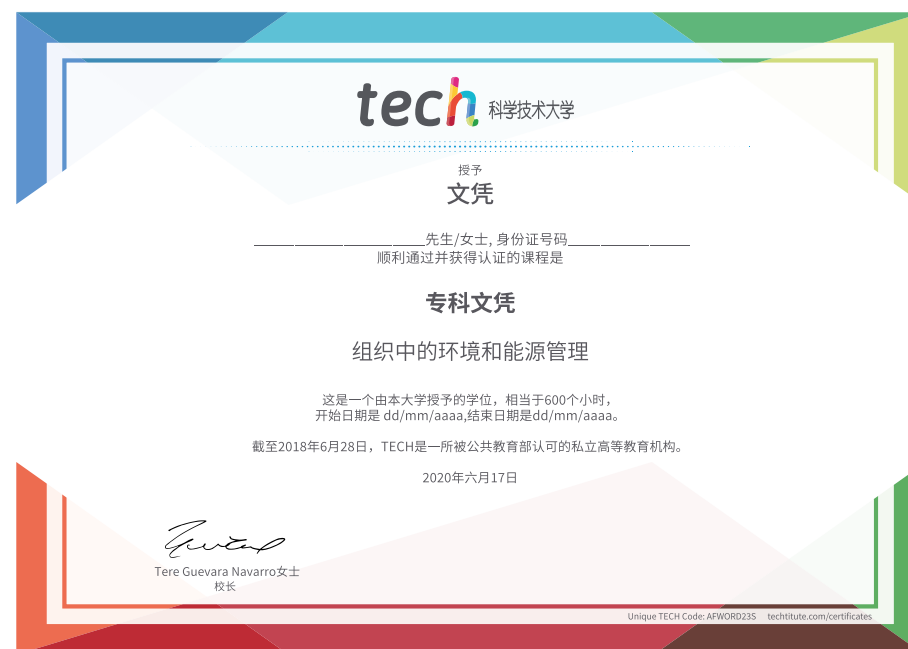 tech 科学技术大学
授予
文凭
______________________先生/女士, 身份证号码________________
顺利通过并获得认证的课程是
专科文凭
组织中的环境和能源管理
这是一个由本大学授予的学位，相当于600个小时，
开始日期是 dd/mm/aaaa,结束日期是dd/mm/aaaa。
截至2018年6月28日，TECH是一所被公共教育部认可的私立高等教育机构。
2020年六月17日
Tere Guevara Navarro女士
校长
Unique TECH Code: AFWORD23S techtitute.com/certificates